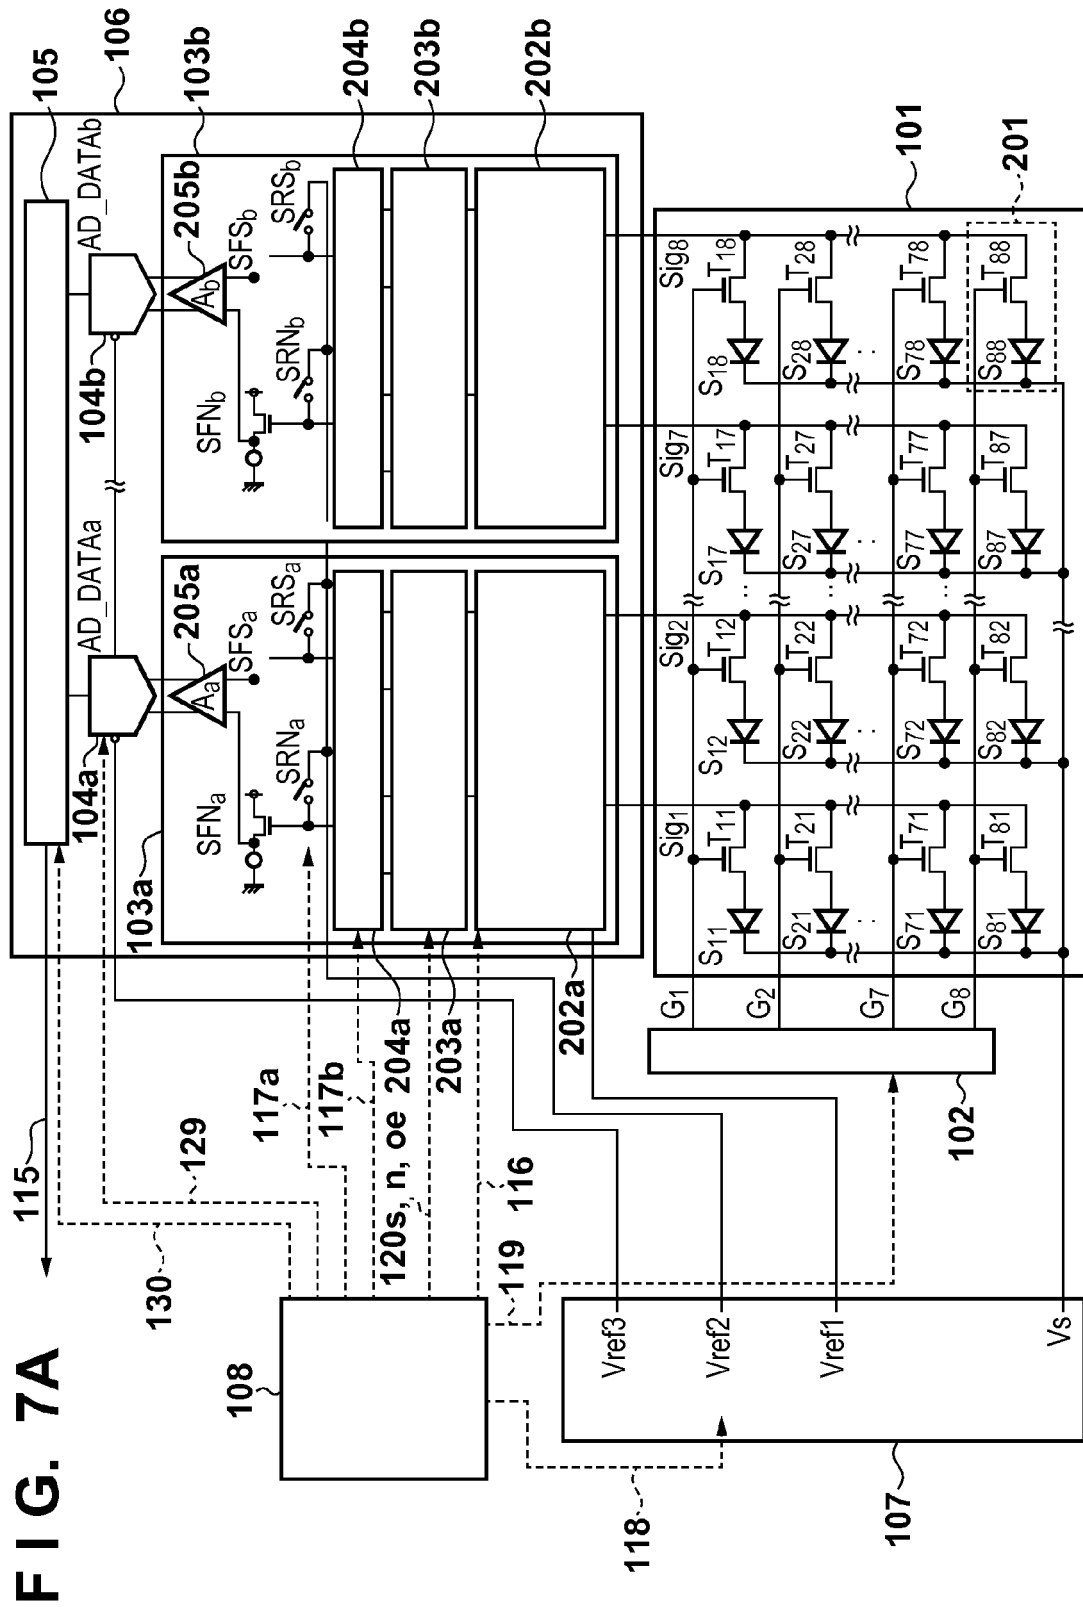 FIG. 7A
115
130
129
105
106
AD_DATAa
AD_DATAb
104a
104b
103a
103b
205a
205b
Aa
Ab
SFNa
SFSa
SFNb
SFSb
SRNa
SRSa
SRNb
SRSb
108
117a
117b
120s, n, oe
204a
203a
202a
204b
203b
202b
116
119
118
107
Vref3
Vref2
Vref1
Vs
102
101
201
G1
G2
G7
G8
Sig1
Sig2
Sig7
Sig8
S11 T11
S12 T12
S17 T17
S18 T18
S21 T21
S22 T22
S27 T27
S28 T28
S71 T71
S72 T72
S77 T77
S78 T78
S81 T81
S82 T82
S87 T87
S88 T88